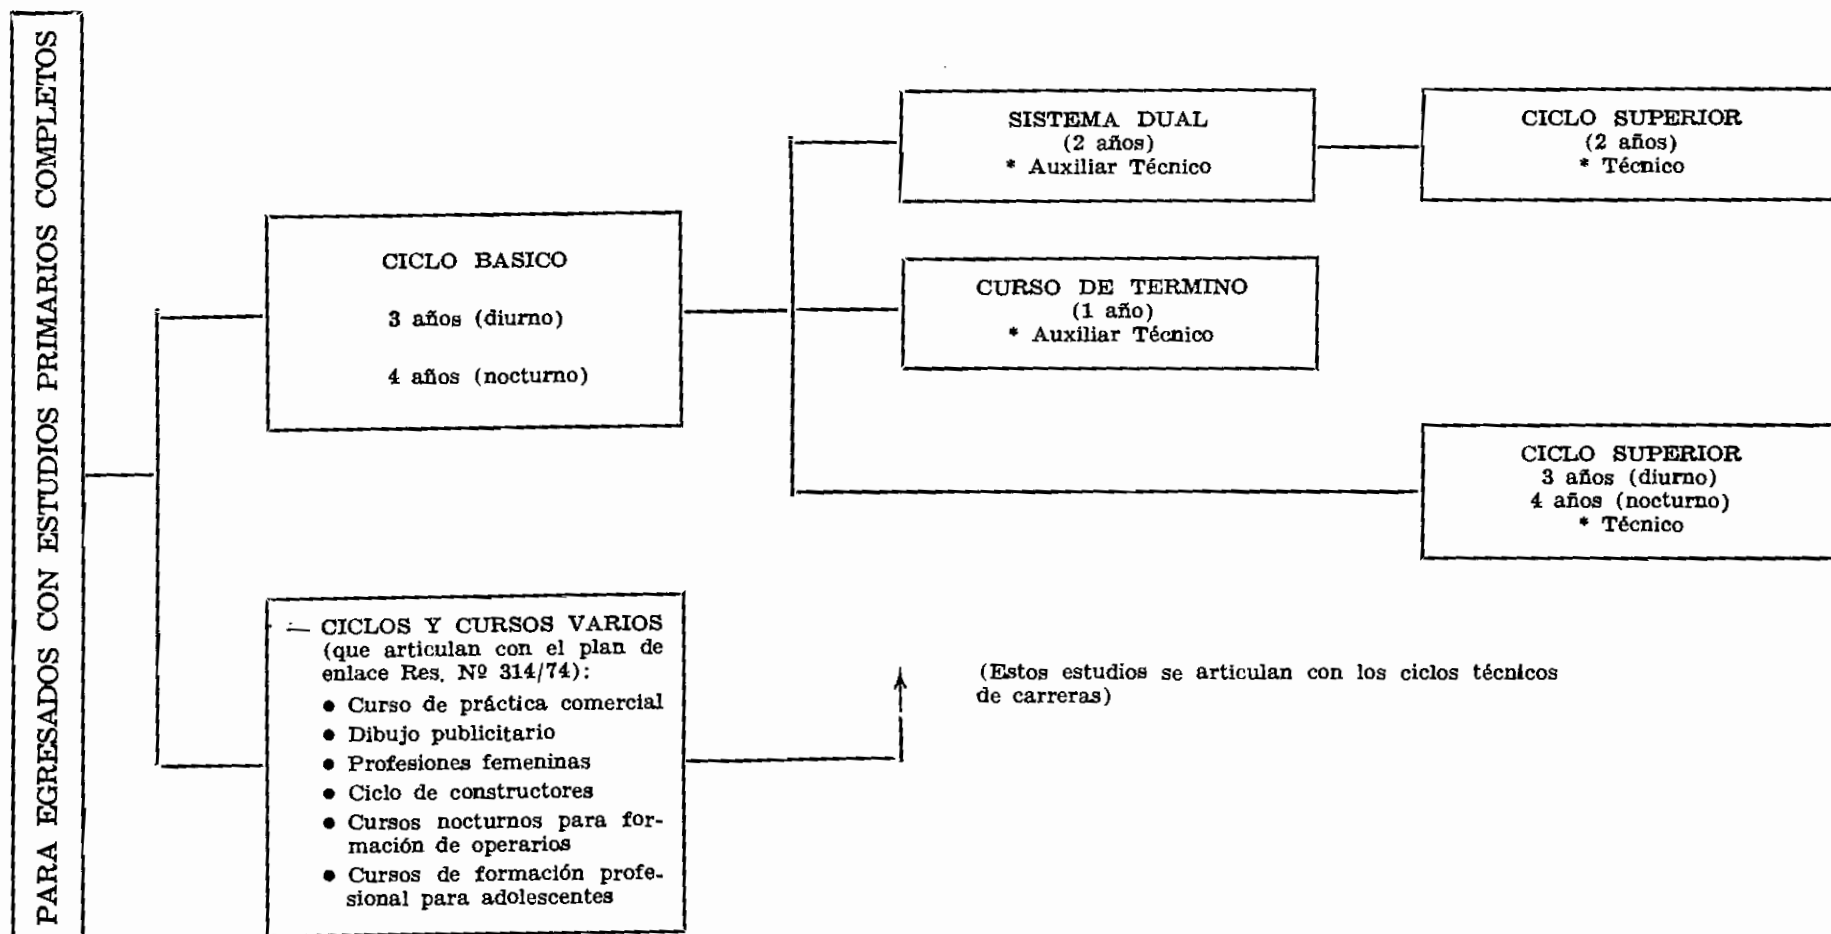 PARA EGRESADOS CON ESTUDIOS PRIMARIOS COMPLETOS
CICLO BASICO
3 años (diurno)
4 años (nocturno)
SISTEMA DUAL
(2 años)
* Auxiliar Técnico
CICLO SUPERIOR
(2 años)
* Técnico
CURSO DE TERMINO
(1 año)
* Auxiliar Técnico
CICLO SUPERIOR
3 años (diurno)
4 años (nocturno)
* Técnico
— CICLOS Y CURSOS VARIOS
(que articulan con el plan de
enlace Res. Nº 314/74):
● Curso de práctica comercial
● Dibujo publicitario
● Profesiones femeninas
● Ciclo de constructores
● Cursos nocturnos para for-
mación de operarios
● Cursos de formación profe-
sional para adolescentes
(Estos estudios se articulan con los ciclos técnicos
de carreras)